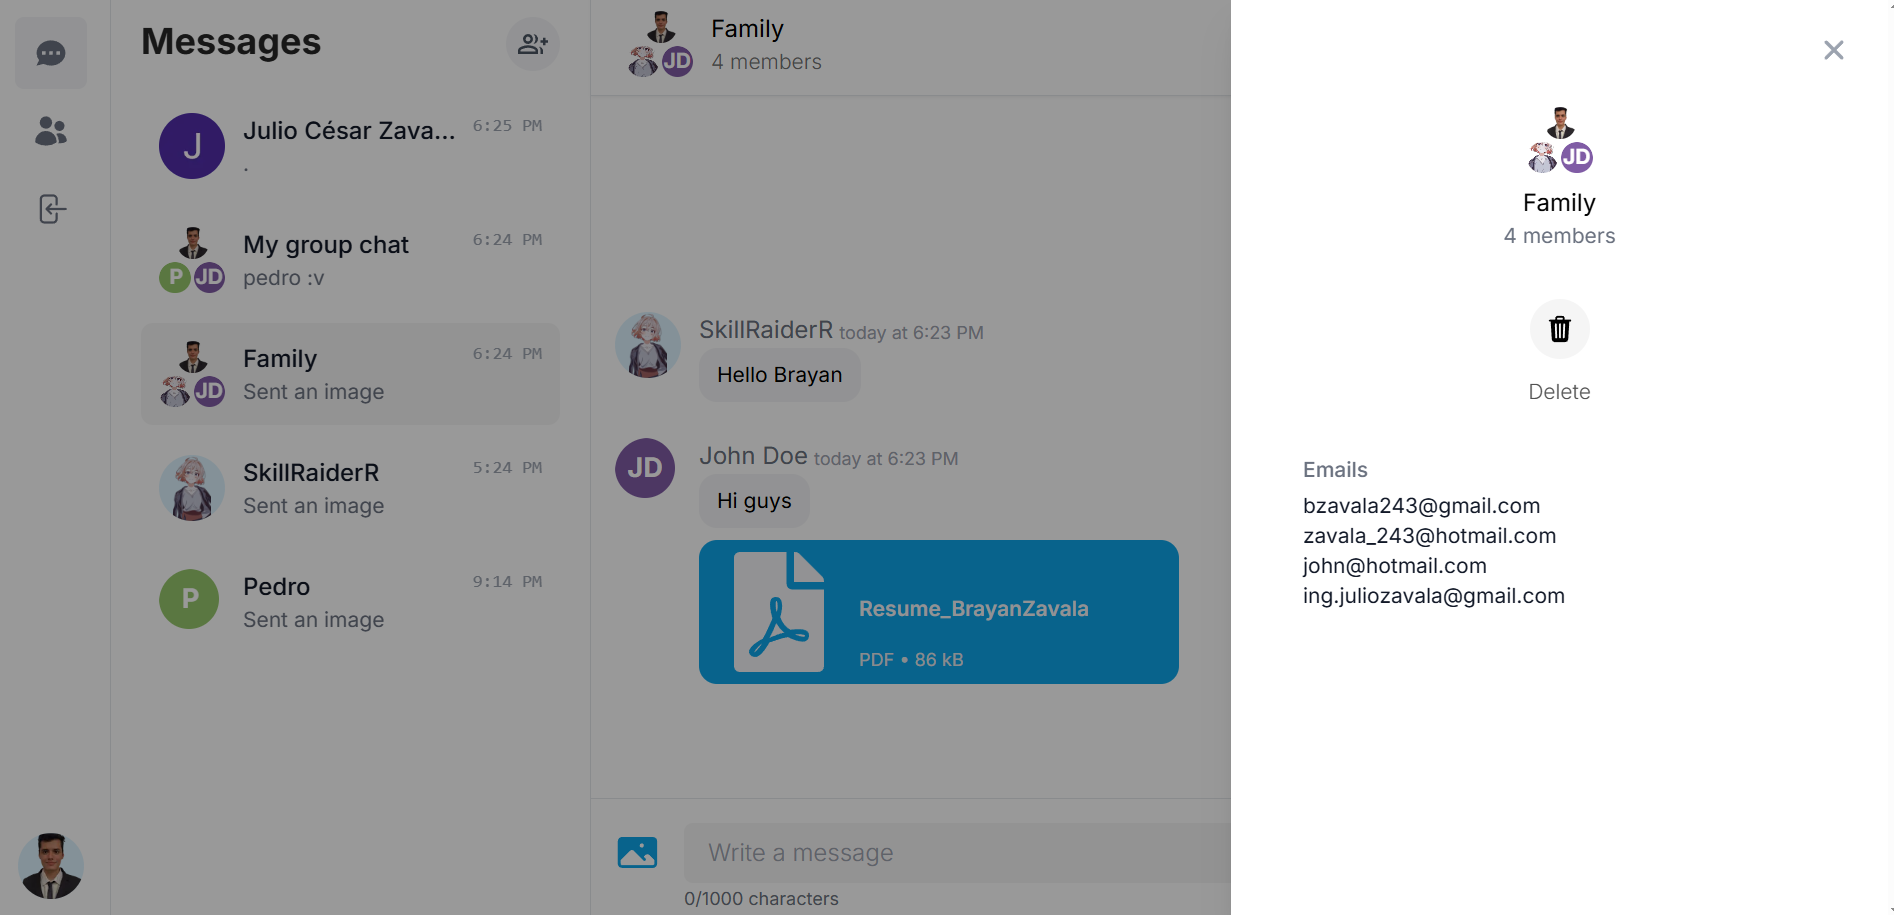 Messages
J
Julio César Zava...
6:25 PM
.
My group chat
6:24 PM
P
JD
pedro :v
Family
6:24 PM
JD
Sent an image
SkillRaiderR
5:24 PM
Sent an image
P
Pedro
9:14 PM
Sent an image
Family
JD
4 members
SkillRaiderR today at 6:23 PM
Hello Brayan
JD
John Doe today at 6:23 PM
Hi guys
Resume_BrayanZavala
PDF • 86 kB
Write a message
0/1000 characters
JD
Family
4 members
Delete
Emails
bzavala243@gmail.com
zavala_243@hotmail.com
john@hotmail.com
ing.juliozavala@gmail.com